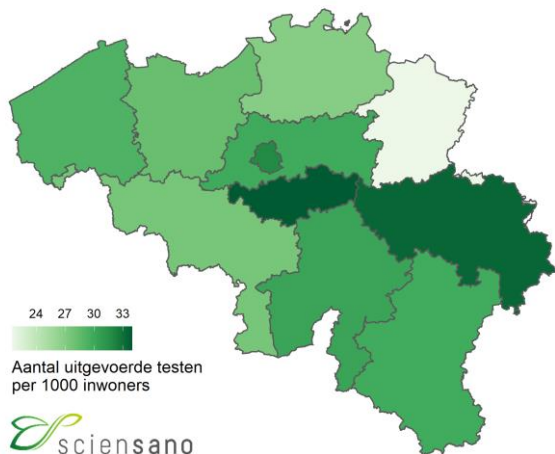 24 27 30 33
Aantal uitgevoerde testen
per 1000 inwoners
sciensano